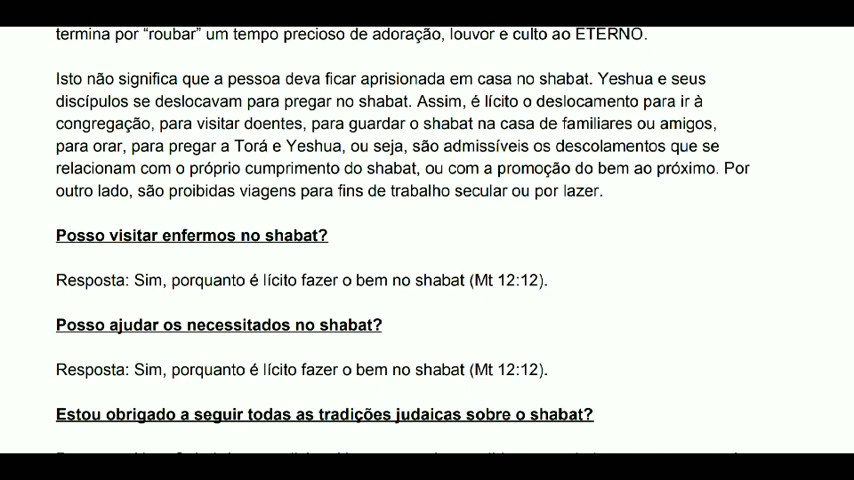 termina por “roubar” um tempo precioso de adoração, louvor e culto ao ETERNO.
Isto não significa que a pessoa deva ficar aprisionada em casa no shabat. Yeshua e seus
discípulos se deslocavam para pregar no shabat. Assim, é lícito o deslocamento para ir à
congregação, para visitar doentes, para guardar o shabat na casa de familiares ou amigos,
para orar, para pregar a Torá e Yeshua, ou seja, são admissíveis os descolamentos que se
relacionam com o próprio cumprimento do shabat, ou com a promoção do bem ao próximo. Por
outro lado, são proibidas viagens para fins de trabalho secular ou por lazer.
Posso visitar enfermos no shabat?
Resposta: Sim, porquanto é lícito fazer o bem no shabat (Mt 12:12).
Posso ajudar os necessitados no shabat?
Resposta: Sim, porquanto é lícito fazer o bem no shabat (Mt 12:12).
Estou obrigado a seguir todas as tradições judaicas sobre o shabat?